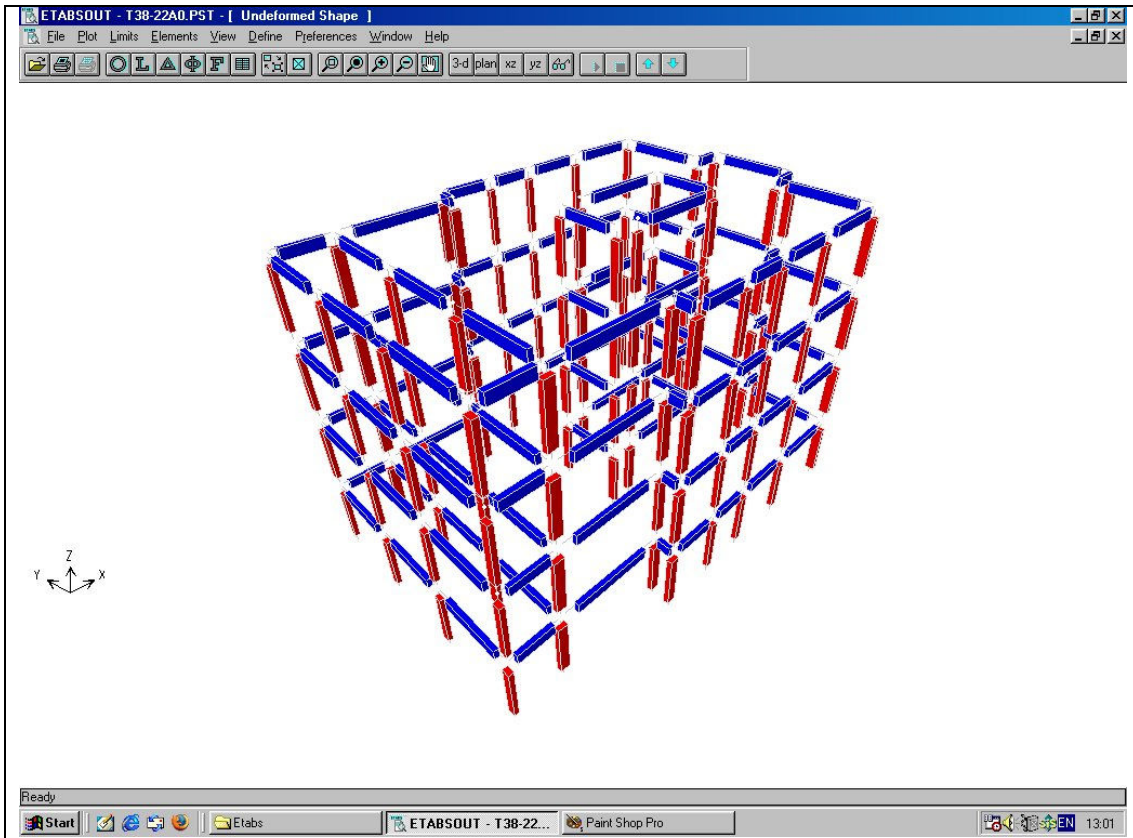 ETABSOUT - T38-22A0.PST - [ Undeformed Shape ]
File Plot Limits Elements View Define Preferences Window Help
3-d plan xz yz
Z
Y X
Ready
Start Etabs ETABSOUT - T38-22... Paint Shop Pro EN 13:01